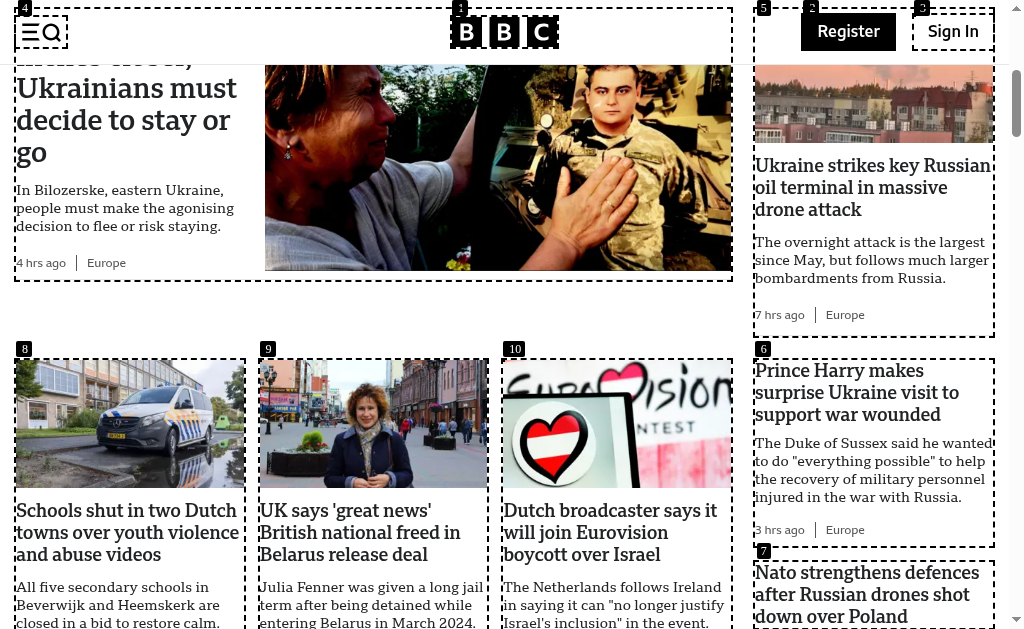 4
1
5
2
3
BBC
Register
Sign In
Ukrainians must
decide to stay or
go
In Bilozerske, eastern Ukraine,
people must make the agonising
decision to flee or risk staying.
4 hrs ago
Europe
Ukraine strikes key Russian
oil terminal in massive
drone attack
The overnight attack is the largest
since May, but follows much larger
bombardments from Russia.
7 hrs ago
Europe
8
Schools shut in two Dutch
towns over youth violence
and abuse videos
All five secondary schools in
Beverwijk and Heemskerk are
closed in a bid to restore calm.
9
UK says 'great news'
British national freed in
Belarus release deal
Julia Fenner was given a long jail
term after being detained while
entering Belarus in March 2024.
10
Dutch broadcaster says it
will join Eurovision
boycott over Israel
The Netherlands follows Ireland
in saying it can "no longer justify
Israel's inclusion" in the event.
6
Prince Harry makes
surprise Ukraine visit to
support war wounded
The Duke of Sussex said he wanted
to do "everything possible" to help
the recovery of military personnel
injured in the war with Russia.
3 hrs ago
Europe
7
Nato strengthens defences
after Russian drones shot
down over Poland